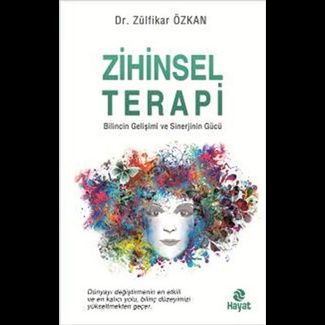 Dr. Zülfikar ÖZKAN
ZİHİNSEL
TERAPİ
Bilincin Gelişimi ve Sinerjinin Gücü
Dünyayı değiştirmenin en etkili
ve en kalıcı yolu, bilinç düzeyimizi
yükseltmekten geçer.
Hayat